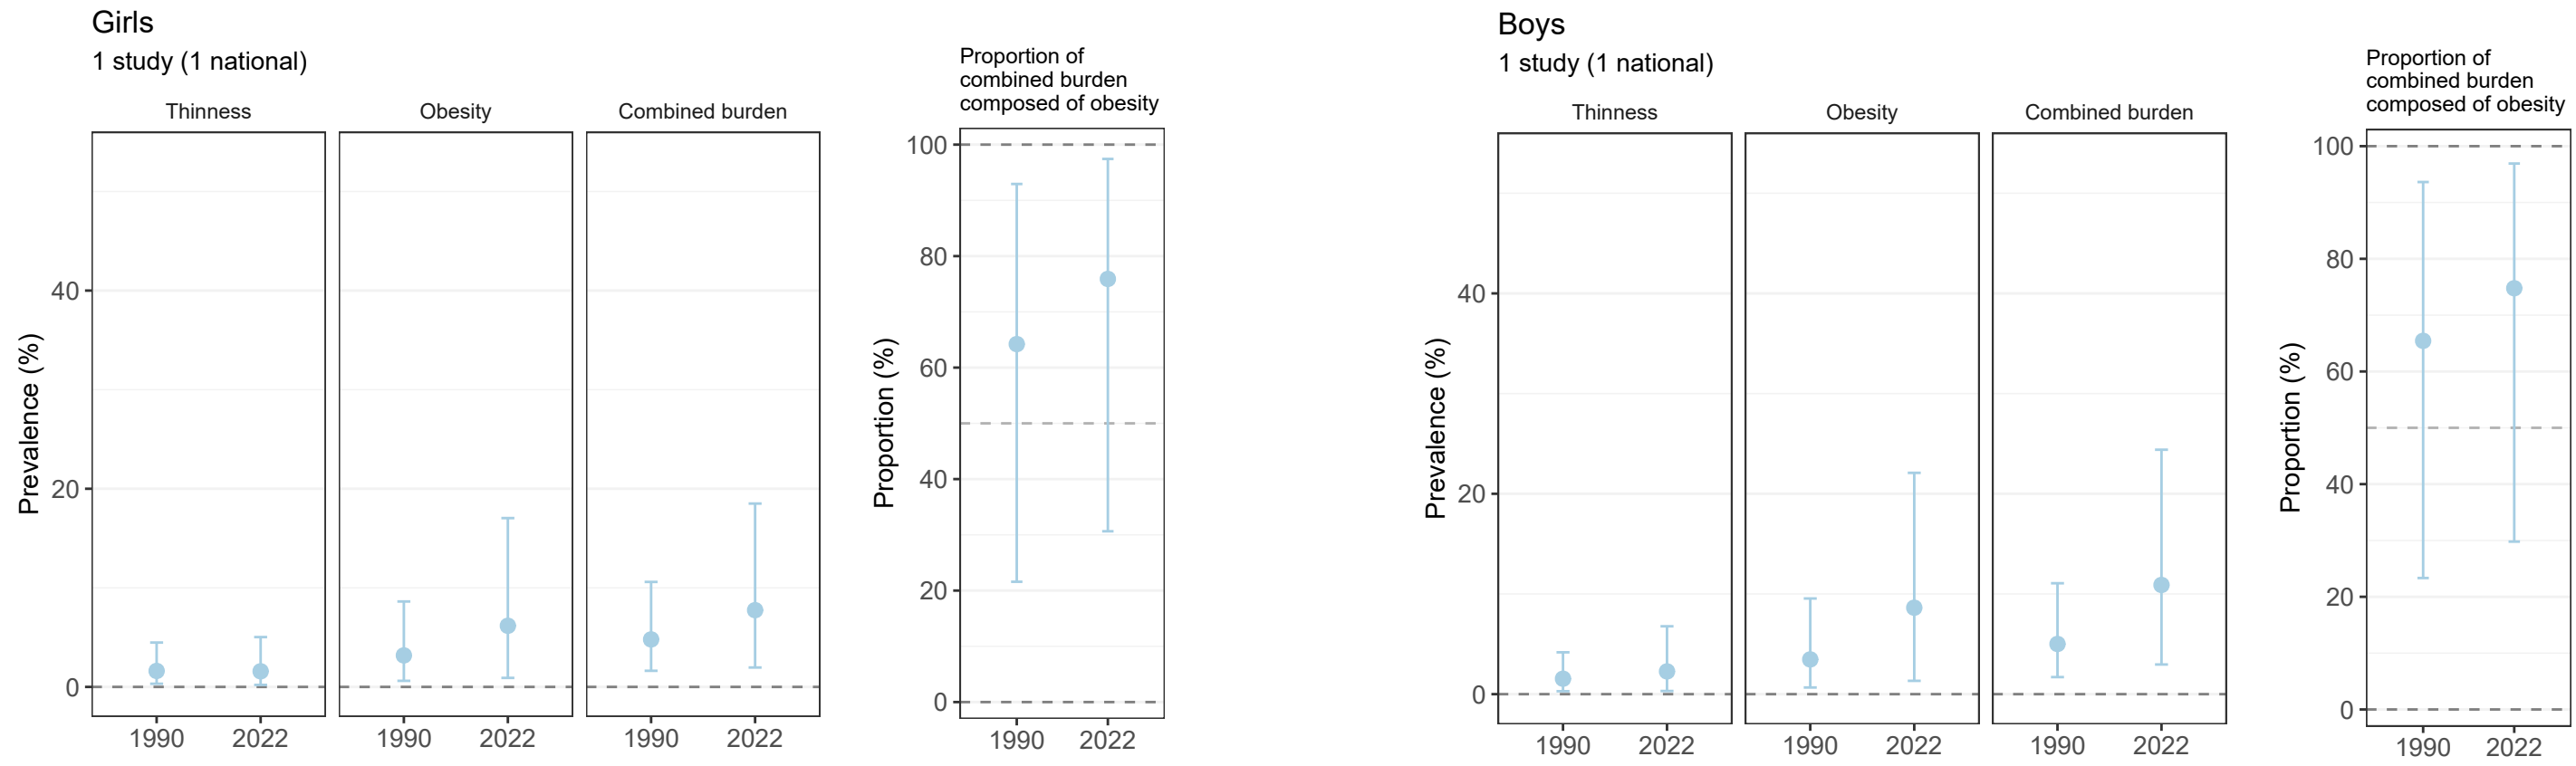 Girls
1 study (1 national)
Thinness
Obesity
Combined burden
Prevalence (%)
40
20
0
1990
2022
1990
2022
1990
2022
Proportion of
combined burden
composed of obesity
Proportion (%)
100
80
60
40
20
0
1990
2022
Boys
1 study (1 national)
Thinness
Obesity
Combined burden
Prevalence (%)
40
20
0
1990
2022
1990
2022
1990
2022
Proportion of
combined burden
composed of obesity
Proportion (%)
100
80
60
40
20
0
1990
2022